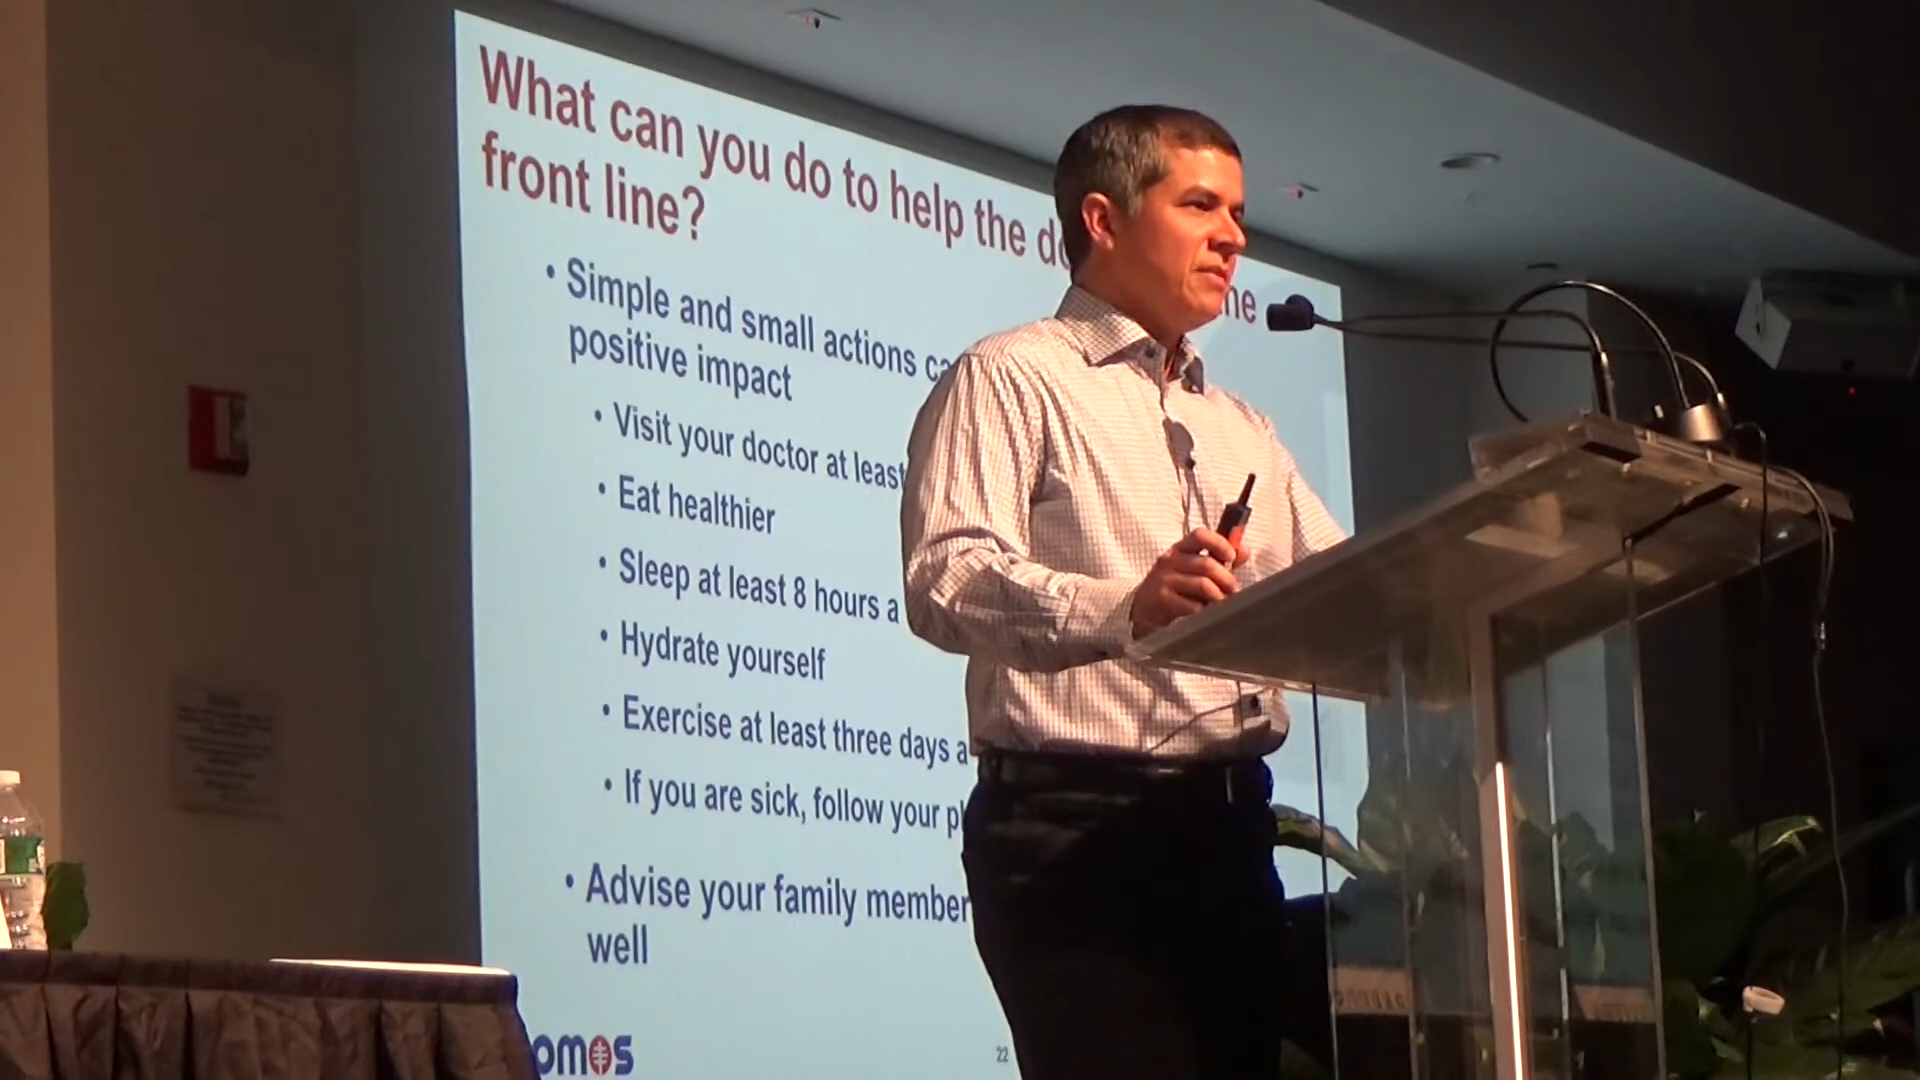 What can you do to help the
front line?
• Simple and small actions
positive impact
• Visit your doctor at least
• Eat healthier
• Sleep at least 8 hours a
• Hydrate yourself
• Exercise at least three days a
• If you are sick, follow your
• Advise your family member
well
omos
22